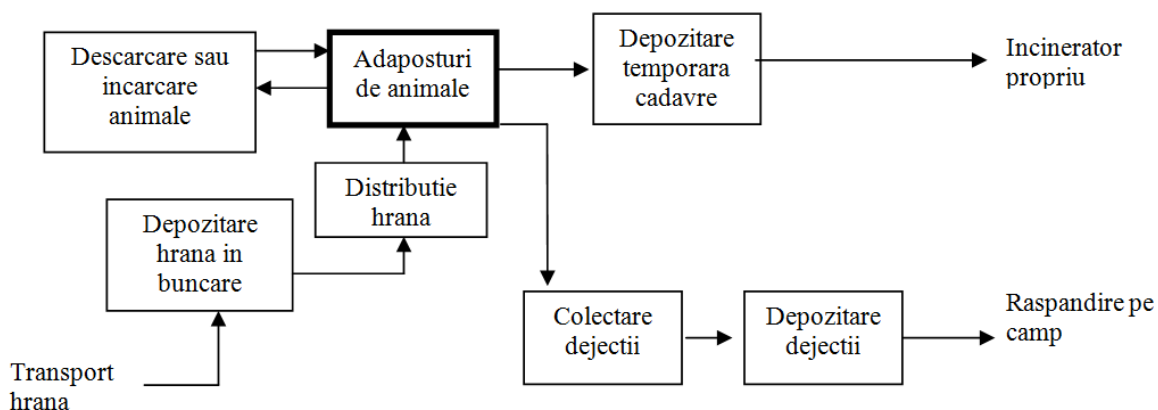 Descarcare sau
incarcare
animale
Adaposturi
de animale
Depozitare
temporara
cadavre
Incinerator
propriu
Distributie
hrana
Depozitare
hrana in
buncare
Colectare
dejectii
Depozitare
dejectii
Raspandire pe
camp
Transport
hrana